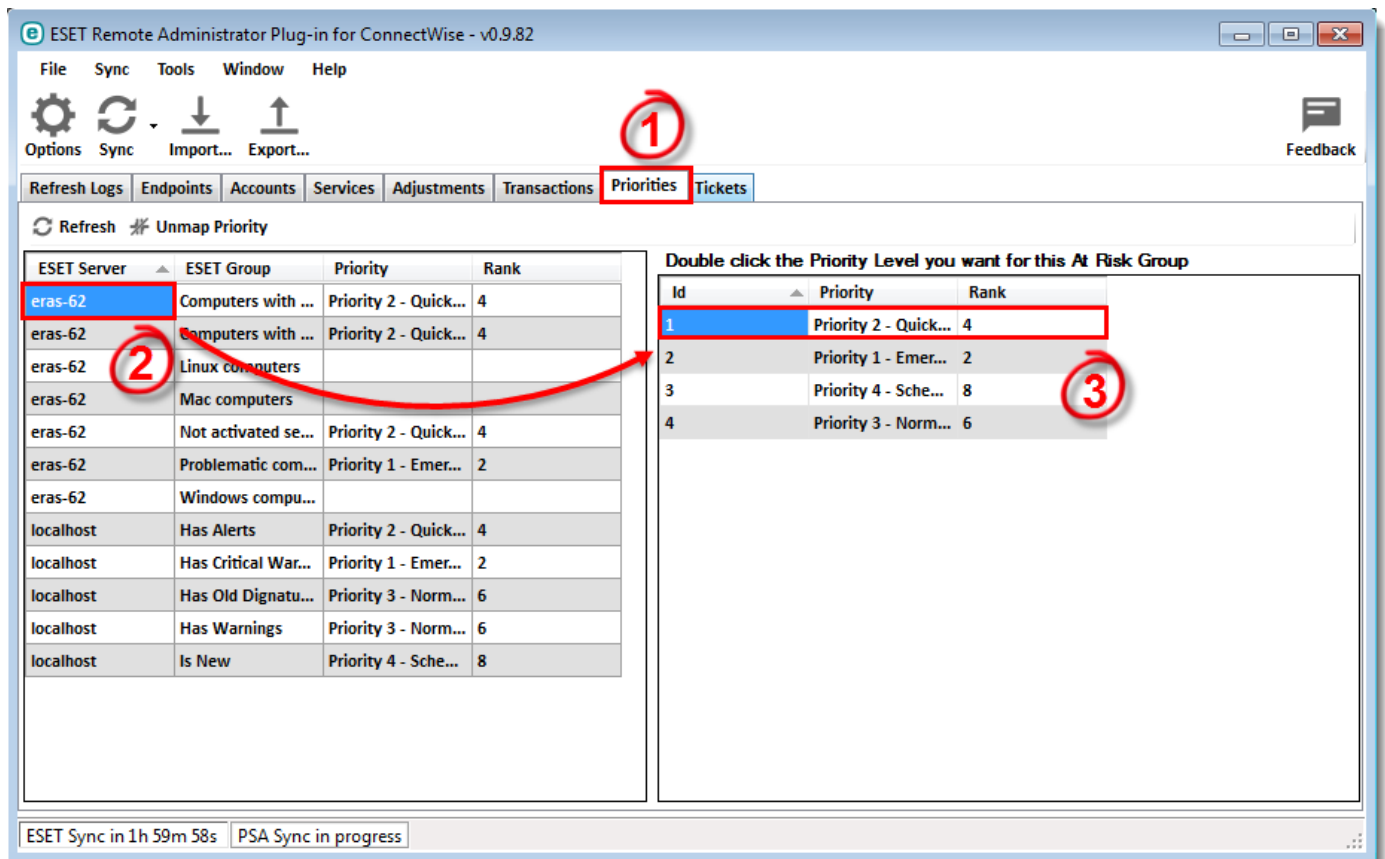 ESET Remote Administrator Plug-in for ConnectWise - v0.9.82
File Sync Tools Window Help
Options Sync Import... Export... Feedback
1
Refresh Logs Endpoints Accounts Services Adjustments Transactions Priorities Tickets
Refresh Unmap Priority
Double click the Priority Level you want for this At Risk Group
ESET Server ESET Group Priority Rank
eras-62 Computers with ... Priority 2 - Quick... 4
eras-62 Computers with ... Priority 2 - Quick... 4
eras-62 Linux computers
eras-62 Mac computers
eras-62 Not activated se... Priority 2 - Quick... 4
eras-62 Problematic com... Priority 1 - Emer... 2
eras-62 Windows compu...
localhost Has Alerts Priority 2 - Quick... 4
localhost Has Critical War... Priority 1 - Emer... 2
localhost Has Old Dignatu... Priority 3 - Norm... 6
localhost Has Warnings Priority 3 - Norm... 6
localhost Is New Priority 4 - Sche... 8
2
Id Priority Rank
1 Priority 2 - Quick... 4
2 Priority 1 - Emer... 2
3 Priority 4 - Sche... 8
4 Priority 3 - Norm... 6
3
ESET Sync in 1h 59m 58s PSA Sync in progress